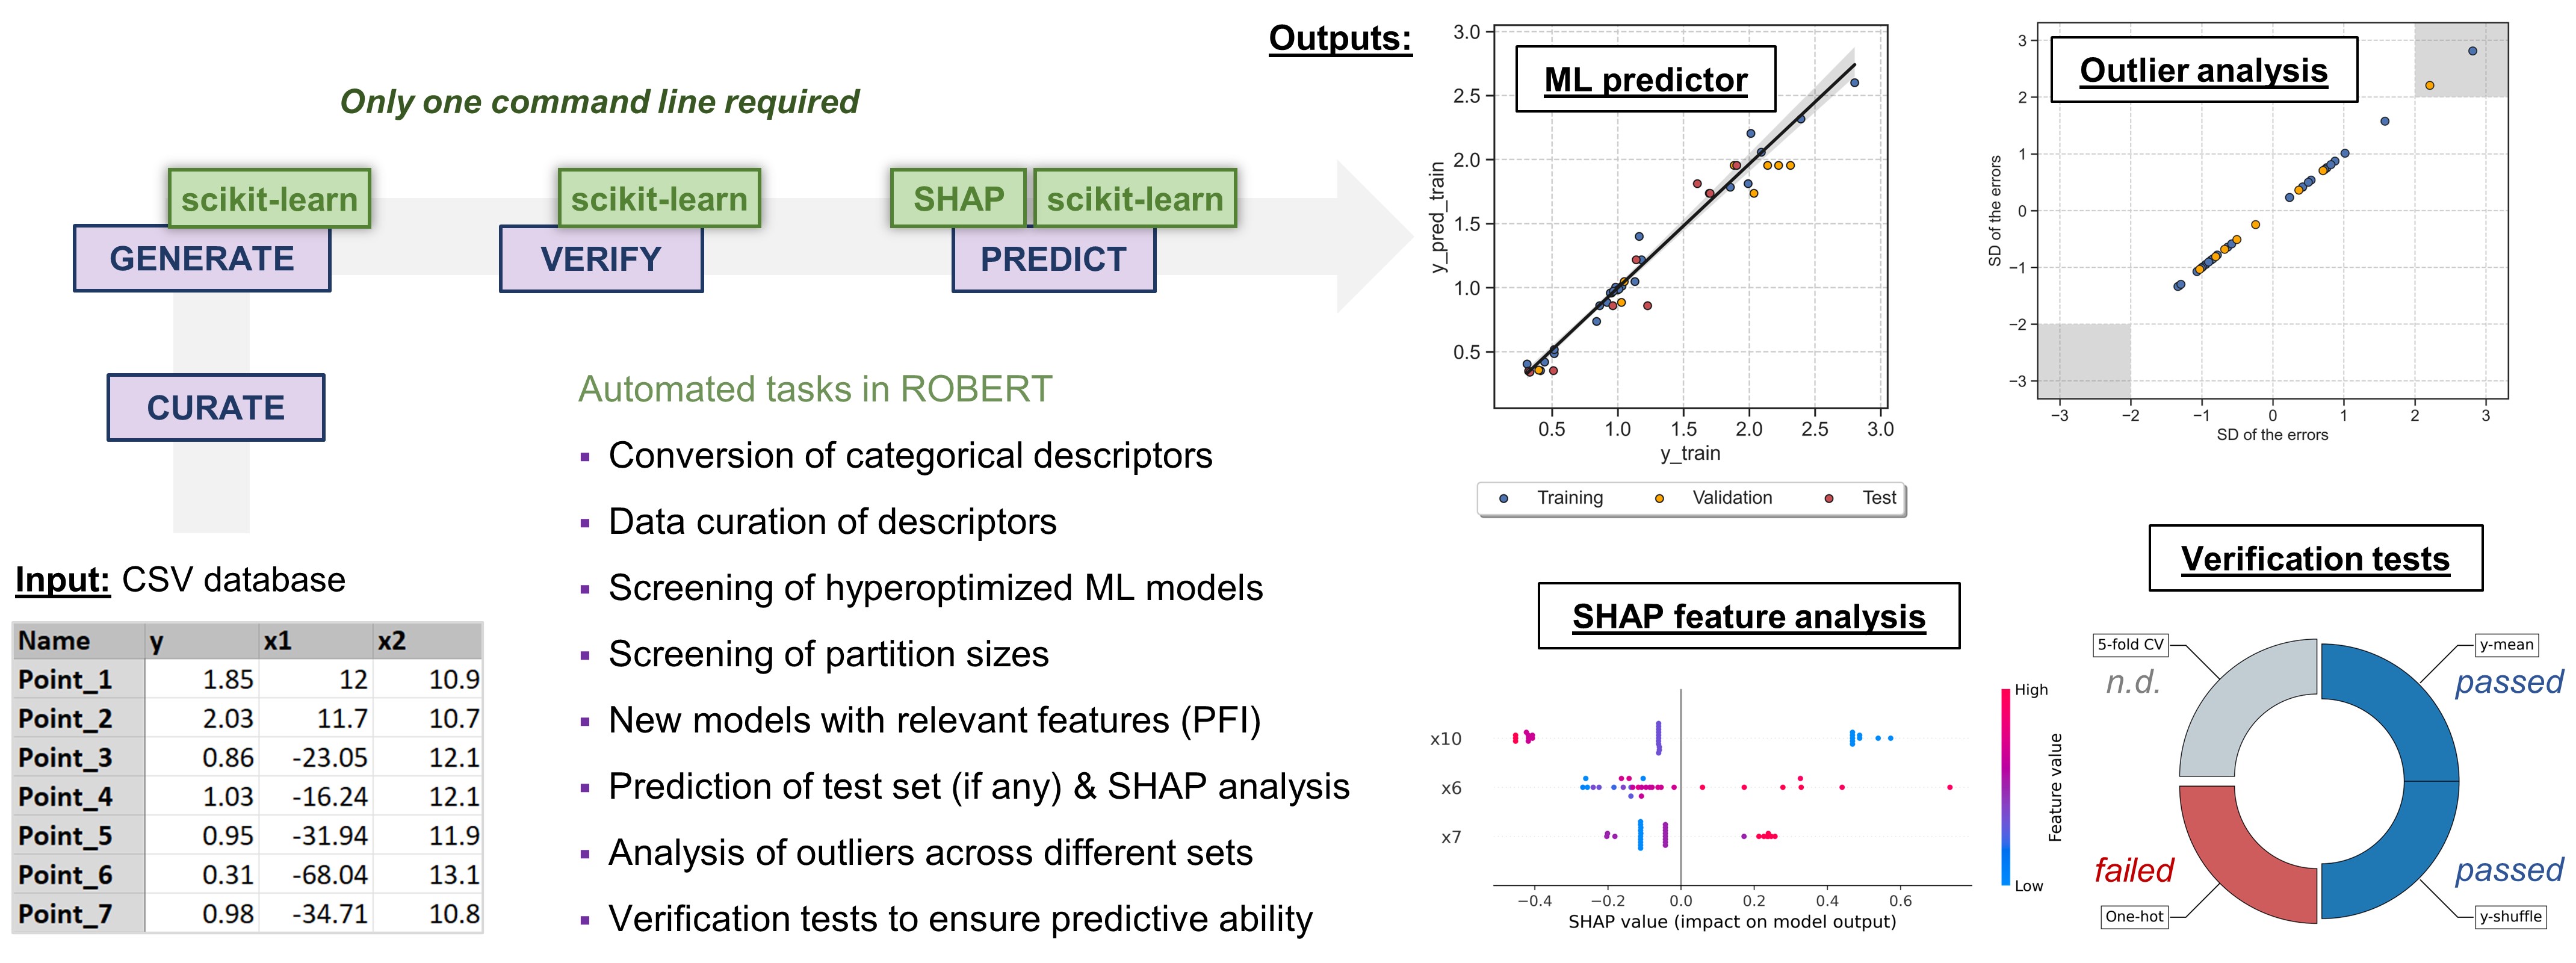 Only one command line required
scikit-learn
scikit-learn
SHAP
scikit-learn
GENERATE
VERIFY
PREDICT
CURATE
Input: CSV database
Name y x1 x2
Point_1 1.85 12 10.9
Point_2 2.03 11.7 10.7
Point_3 0.86 -23.05 12.1
Point_4 1.03 -16.24 12.1
Point_5 0.95 -31.94 11.9
Point_6 0.31 -68.04 13.1
Point_7 0.98 -34.71 10.8
Automated tasks in ROBERT
▪ Conversion of categorical descriptors
▪ Data curation of descriptors
▪ Screening of hyperoptimized ML models
▪ Screening of partition sizes
▪ New models with relevant features (PFI)
▪ Prediction of test set (if any) & SHAP analysis
▪ Analysis of outliers across different sets
▪ Verification tests to ensure predictive ability
Outputs:
ML predictor
y_pred_train
3.0
2.5
2.0
1.5
1.0
0.5
0.5 1.0 1.5 2.0 2.5 3.0
y_train
Training Validation Test
Outlier analysis
SD of the errors
3
2
1
0
−1
−2
−3
−3 −2 −1 0 1 2 3
SD of the errors
SHAP feature analysis
x10
x6
x7
−0.4 −0.2 0.0 0.2 0.4 0.6
SHAP value (impact on model output)
High
Feature value
Low
Verification tests
5-fold CV
n.d.
y-mean
passed
failed
One-hot
passed
y-shuffle